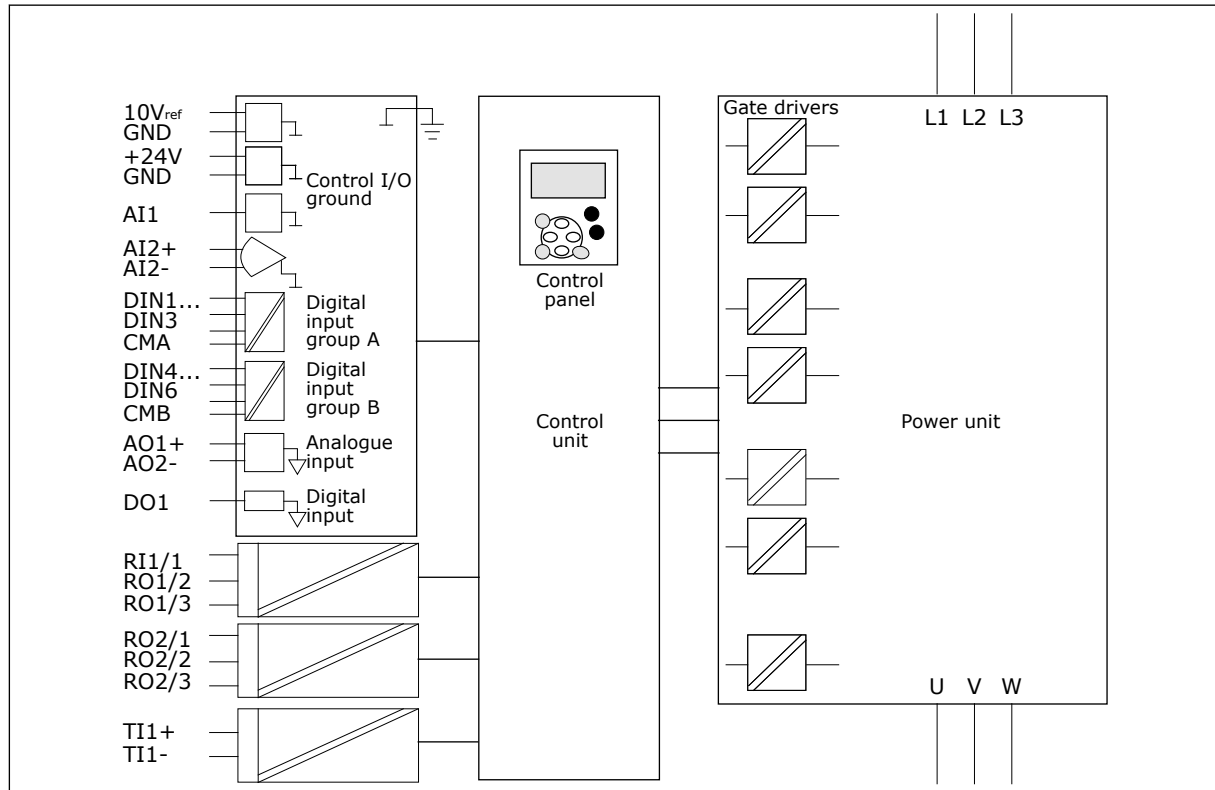 10Vref
GND
+24V
GND
AI1
AI2+
AI2-
DIN1...
DIN3
CMA
DIN4...
DIN6
CMB
AO1+
AO2-
DO1
RI1/1
RO1/2
RO1/3
RO2/1
RO2/2
RO2/3
TI1+
TI1-
Control I/O
ground
Digital
input
group A
Digital
input
group B
Analogue
input
Digital
input
Control
panel
Control
unit
Gate drivers
L1 L2 L3
Power unit
U V W